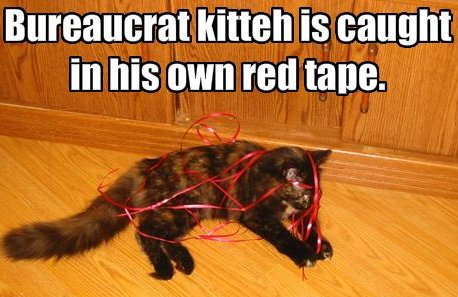 Bureaucrat kitteh is caught
in his own red tape.